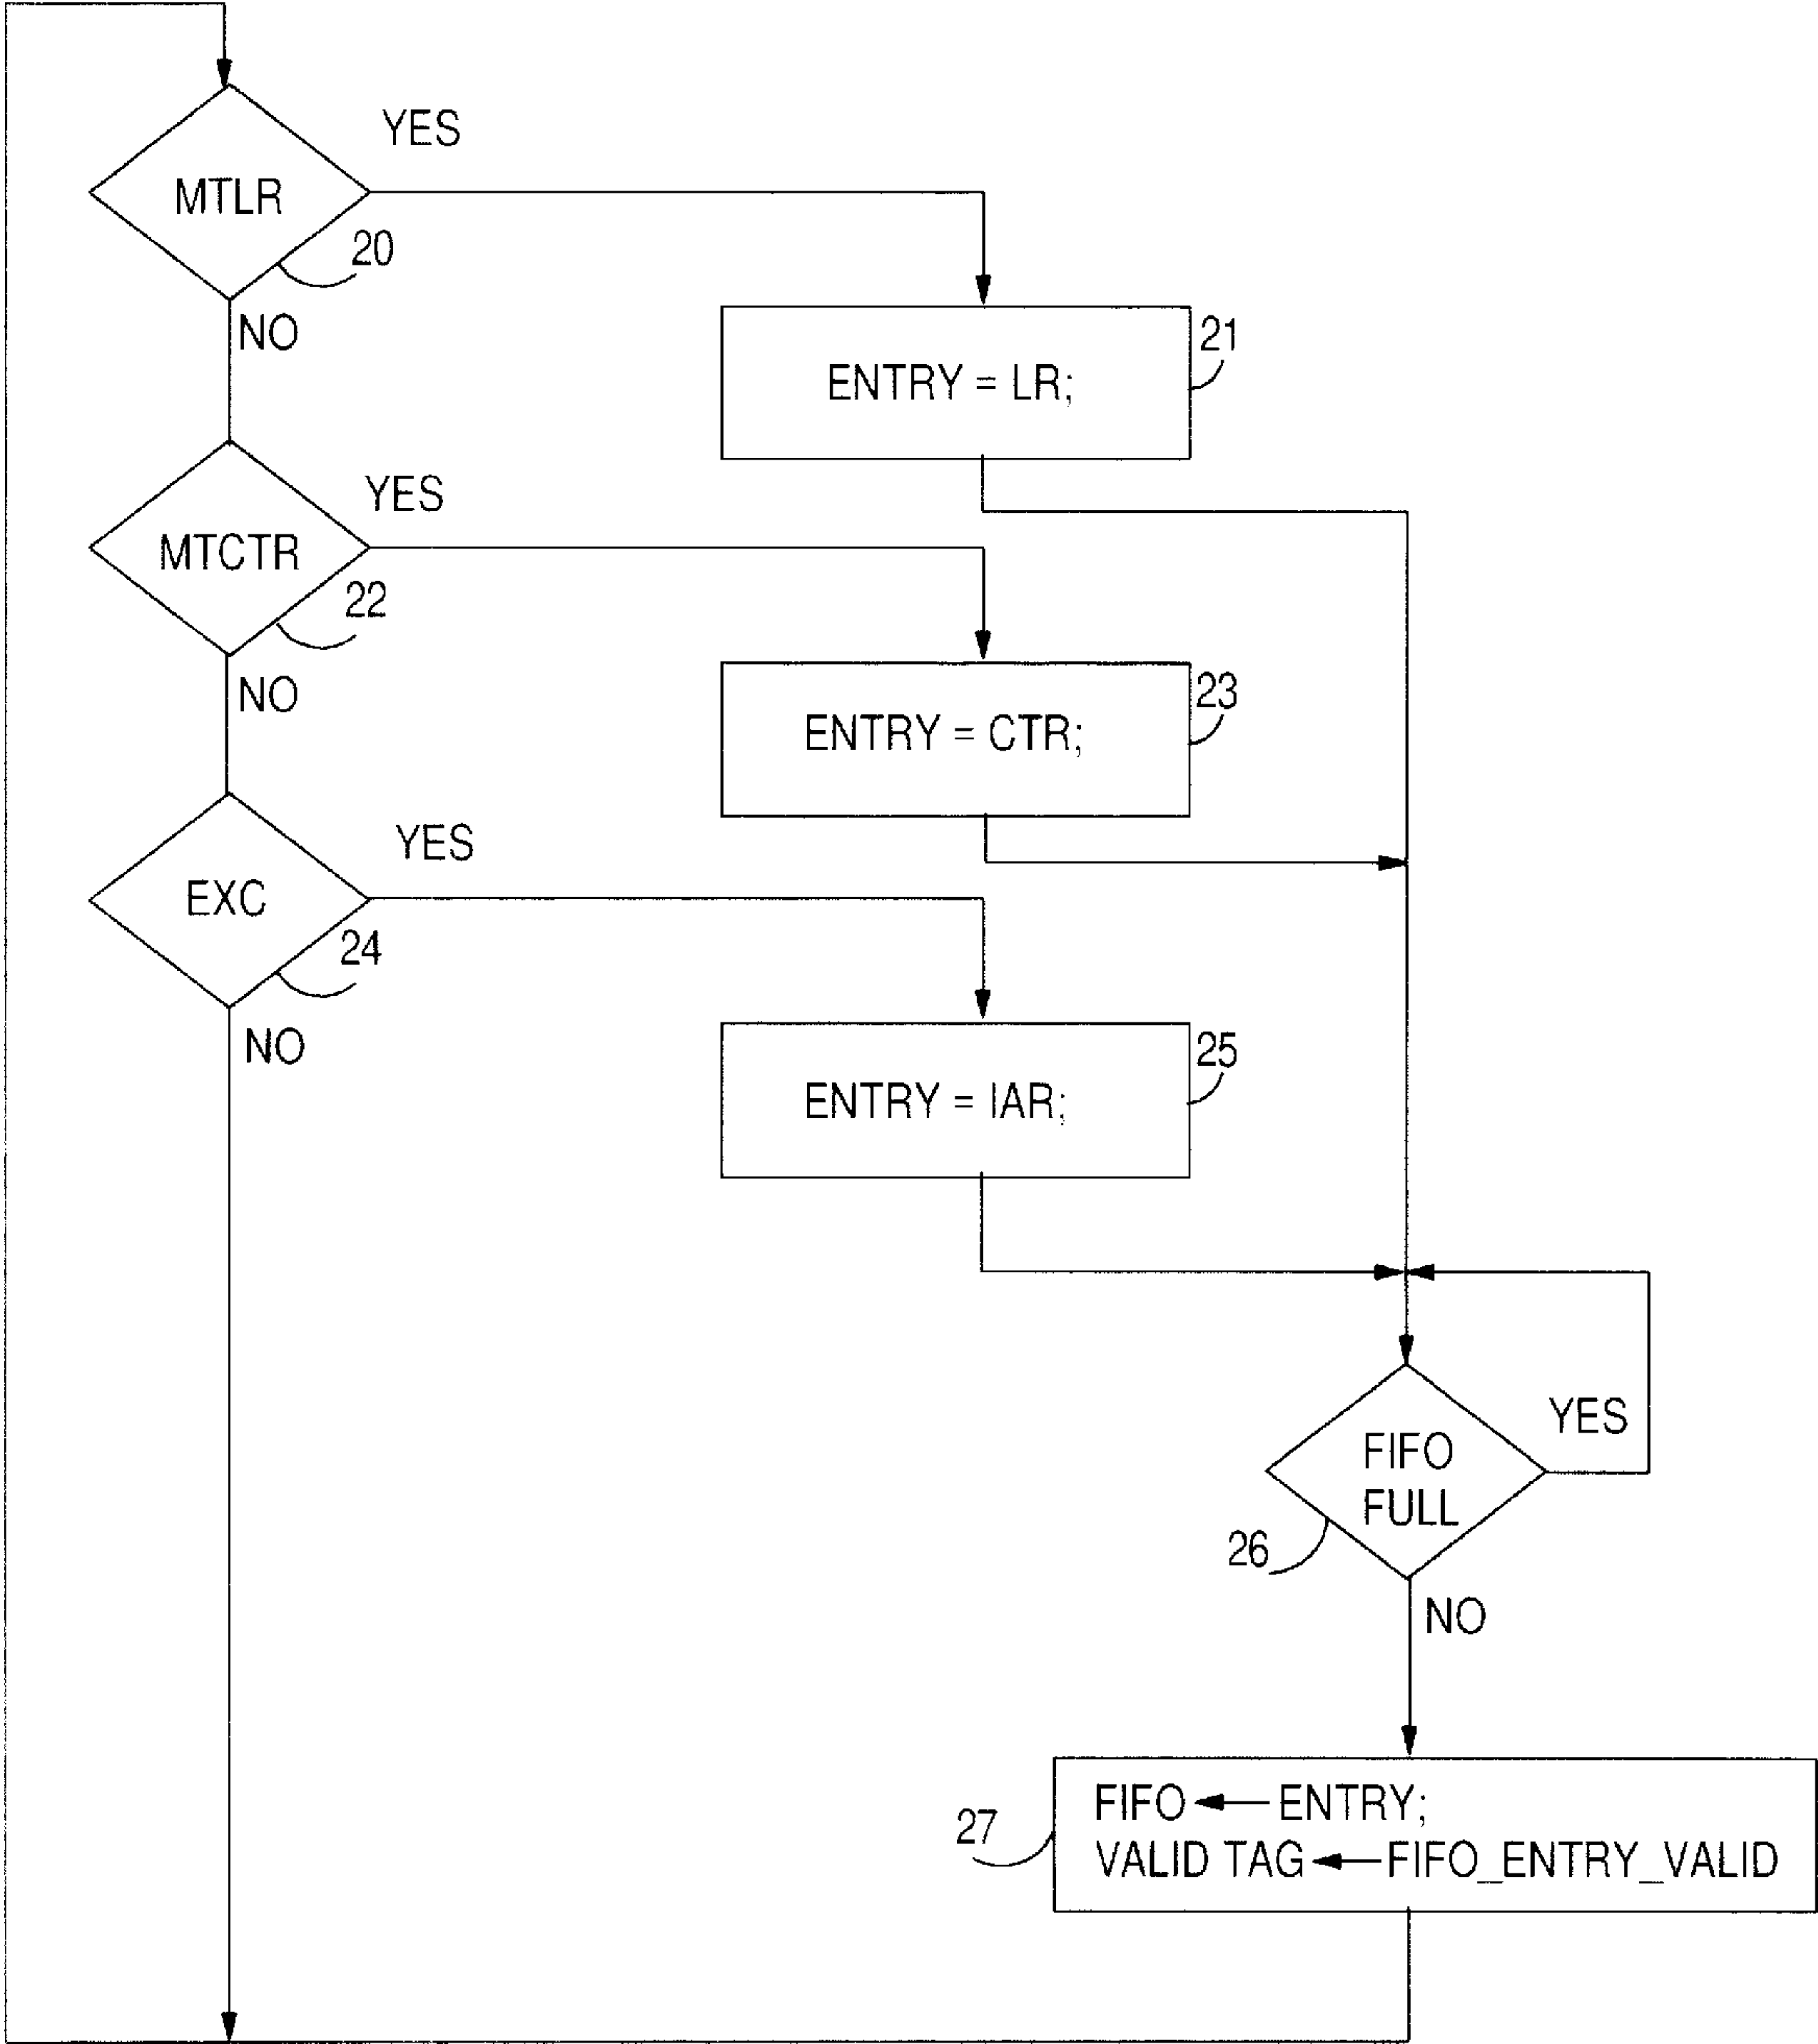 YES
MTLR
20
NO
21
ENTRY = LR;
YES
MTCTR
22
NO
23
ENTRY = CTR;
YES
EXC
24
NO
25
ENTRY = IAR;
YES
FIFO
FULL
26
NO
27
FIFO ← ENTRY;
VALID TAG ← FIFO_ENTRY_VALID